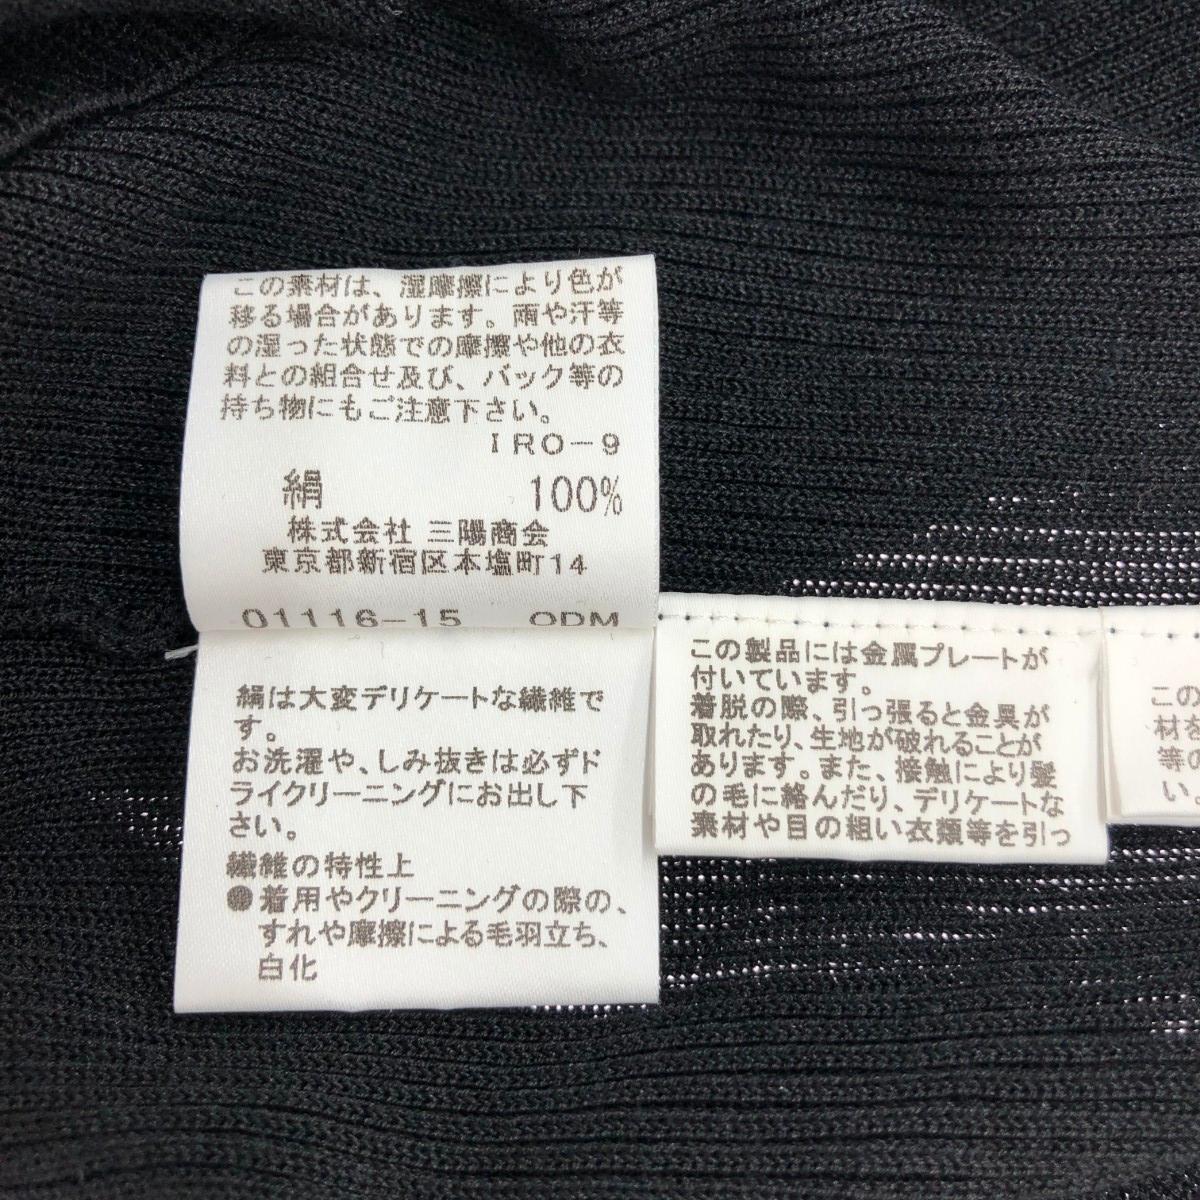 この素材は、湿摩擦により色が
移る場合があります。雨や汗等
の湿った状態での摩擦や他の衣
料との組合せ及び、バック等の
持ち物にもご注意下さい。
IRO-9
絹 100%
株式会社 三陽商会
東京都新宿区本塩町14
01116-15 ODM
絹は大変デリケートな繊維で
す。
お洗濯や、しみ抜きは必ずド
ライクリーニングにお出し下
さい。
繊維の特性上
●着用やクリーニングの際の、
すれや摩擦による毛羽立ち、
白化
この製品には金属プレートが
付いています。
着脱の際、引っ張ると金具が
取れたり、生地が破れることが
あります。また、接触により髪
の毛に絡んだり、デリケートな
素材や目の粗い衣類等を引っ
この
材を
等の
い。